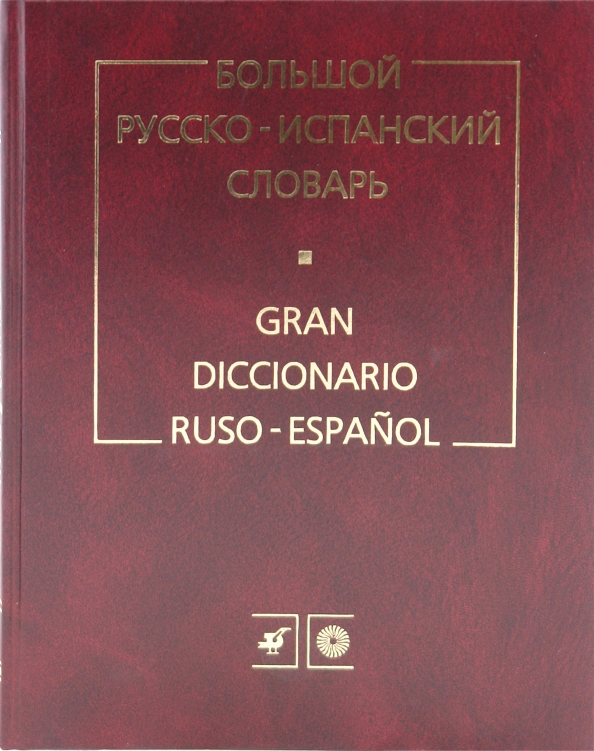 БОЛЬШОЙ
РУССКО-ИСПАНСКИЙ
СЛОВАРЬ
GRAN
DICCIONARIO
RUSO-ESPAÑOL